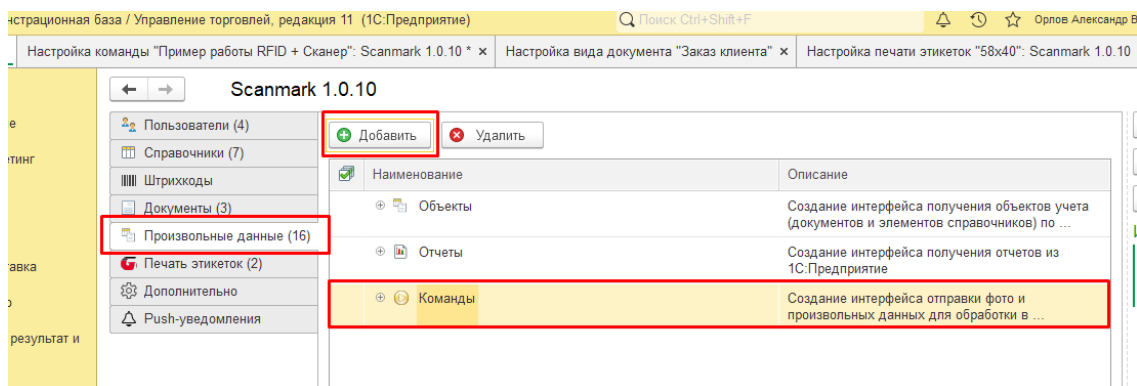 нстрационная база / Управление торговлей, редакция 11 (1С:Предприятие)
Поиск Ctrl+Shift+F
Орлов Александр В
Настройка команды "Пример работы RFID + Сканер": Scanmark 1.0.10 * ×
Настройка вида документа "Заказ клиента" ×
Настройка печати этикеток "58x40": Scanmark 1.0.10
Scanmark 1.0.10
е
етинг
тавка
результат и
Пользователи (4)
Справочники (7)
Штрихкоды
Документы (3)
Произвольные данные (16)
Печать этикеток (2)
Дополнительно
Push-уведомления
Добавить
Удалить
Наименование
Описание
Объекты
Создание интерфейса получения объектов учета
(документов и элементов справочников) по ...
Отчеты
Создание интерфейса получения отчетов из
1С:Предприятие
Команды
Создание интерфейса отправки фото и
произвольных данных для обработки в ...